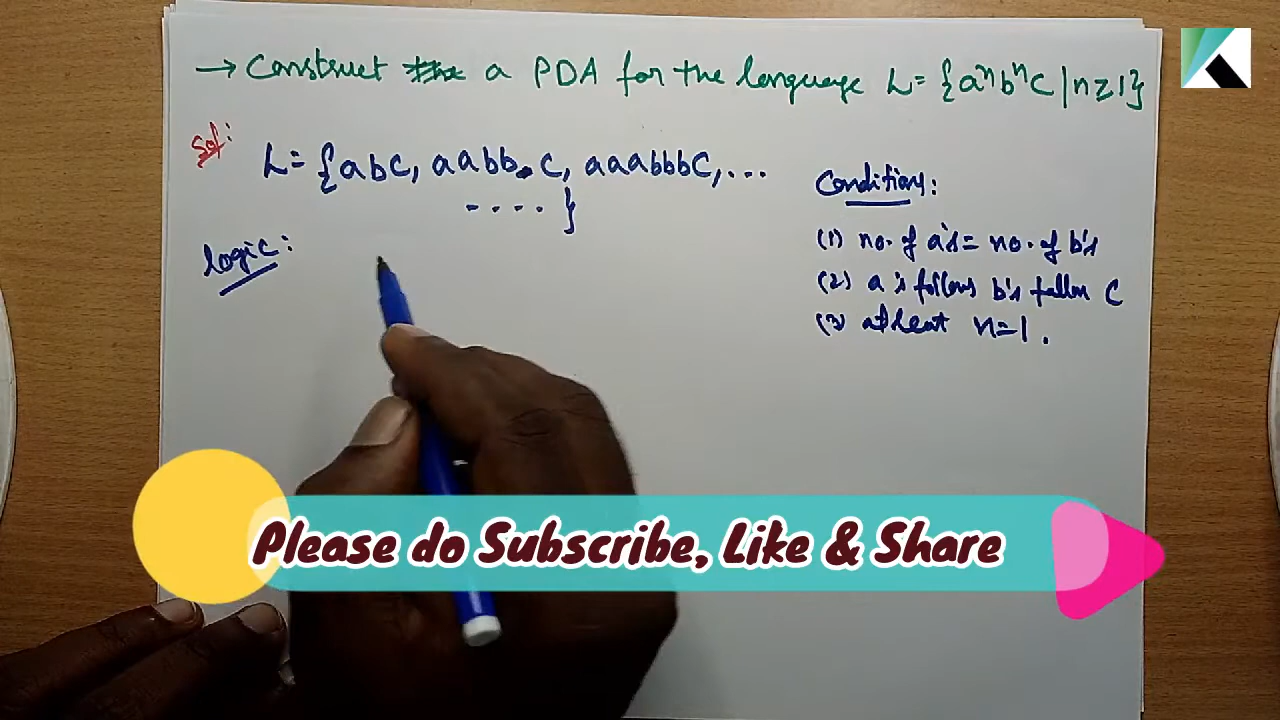 → Construct a PDA for the language L = {aⁿbⁿc | n≥1}
Sol:
L = {abc, aabbc, aaabbbc, ...
.... }
Logic:
Conditions:
(1) no. of a's = no. of b's
(2) a's follows b's follow c
(3) atleast n=1.
Please do Subscribe, Like & Share